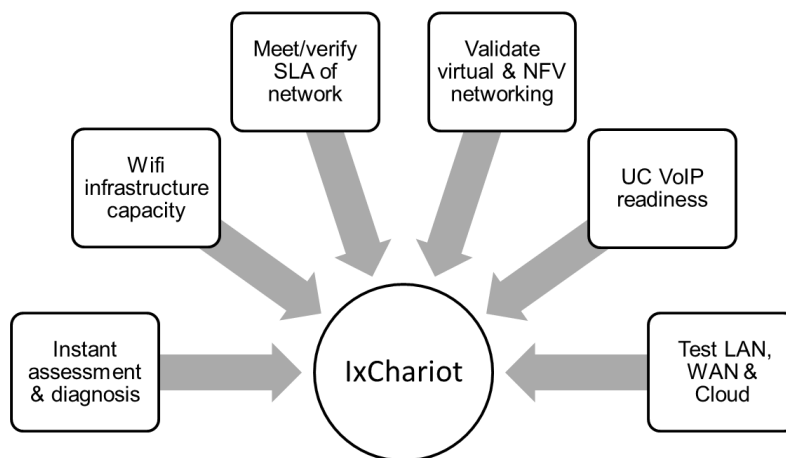 Meet/verify
SLA of
network
Validate
virtual & NFV
networking
Wifi
infrastructure
capacity
UC VoIP
readiness
Instant
assessment
& diagnosis
IxChariot
Test LAN,
WAN &
Cloud